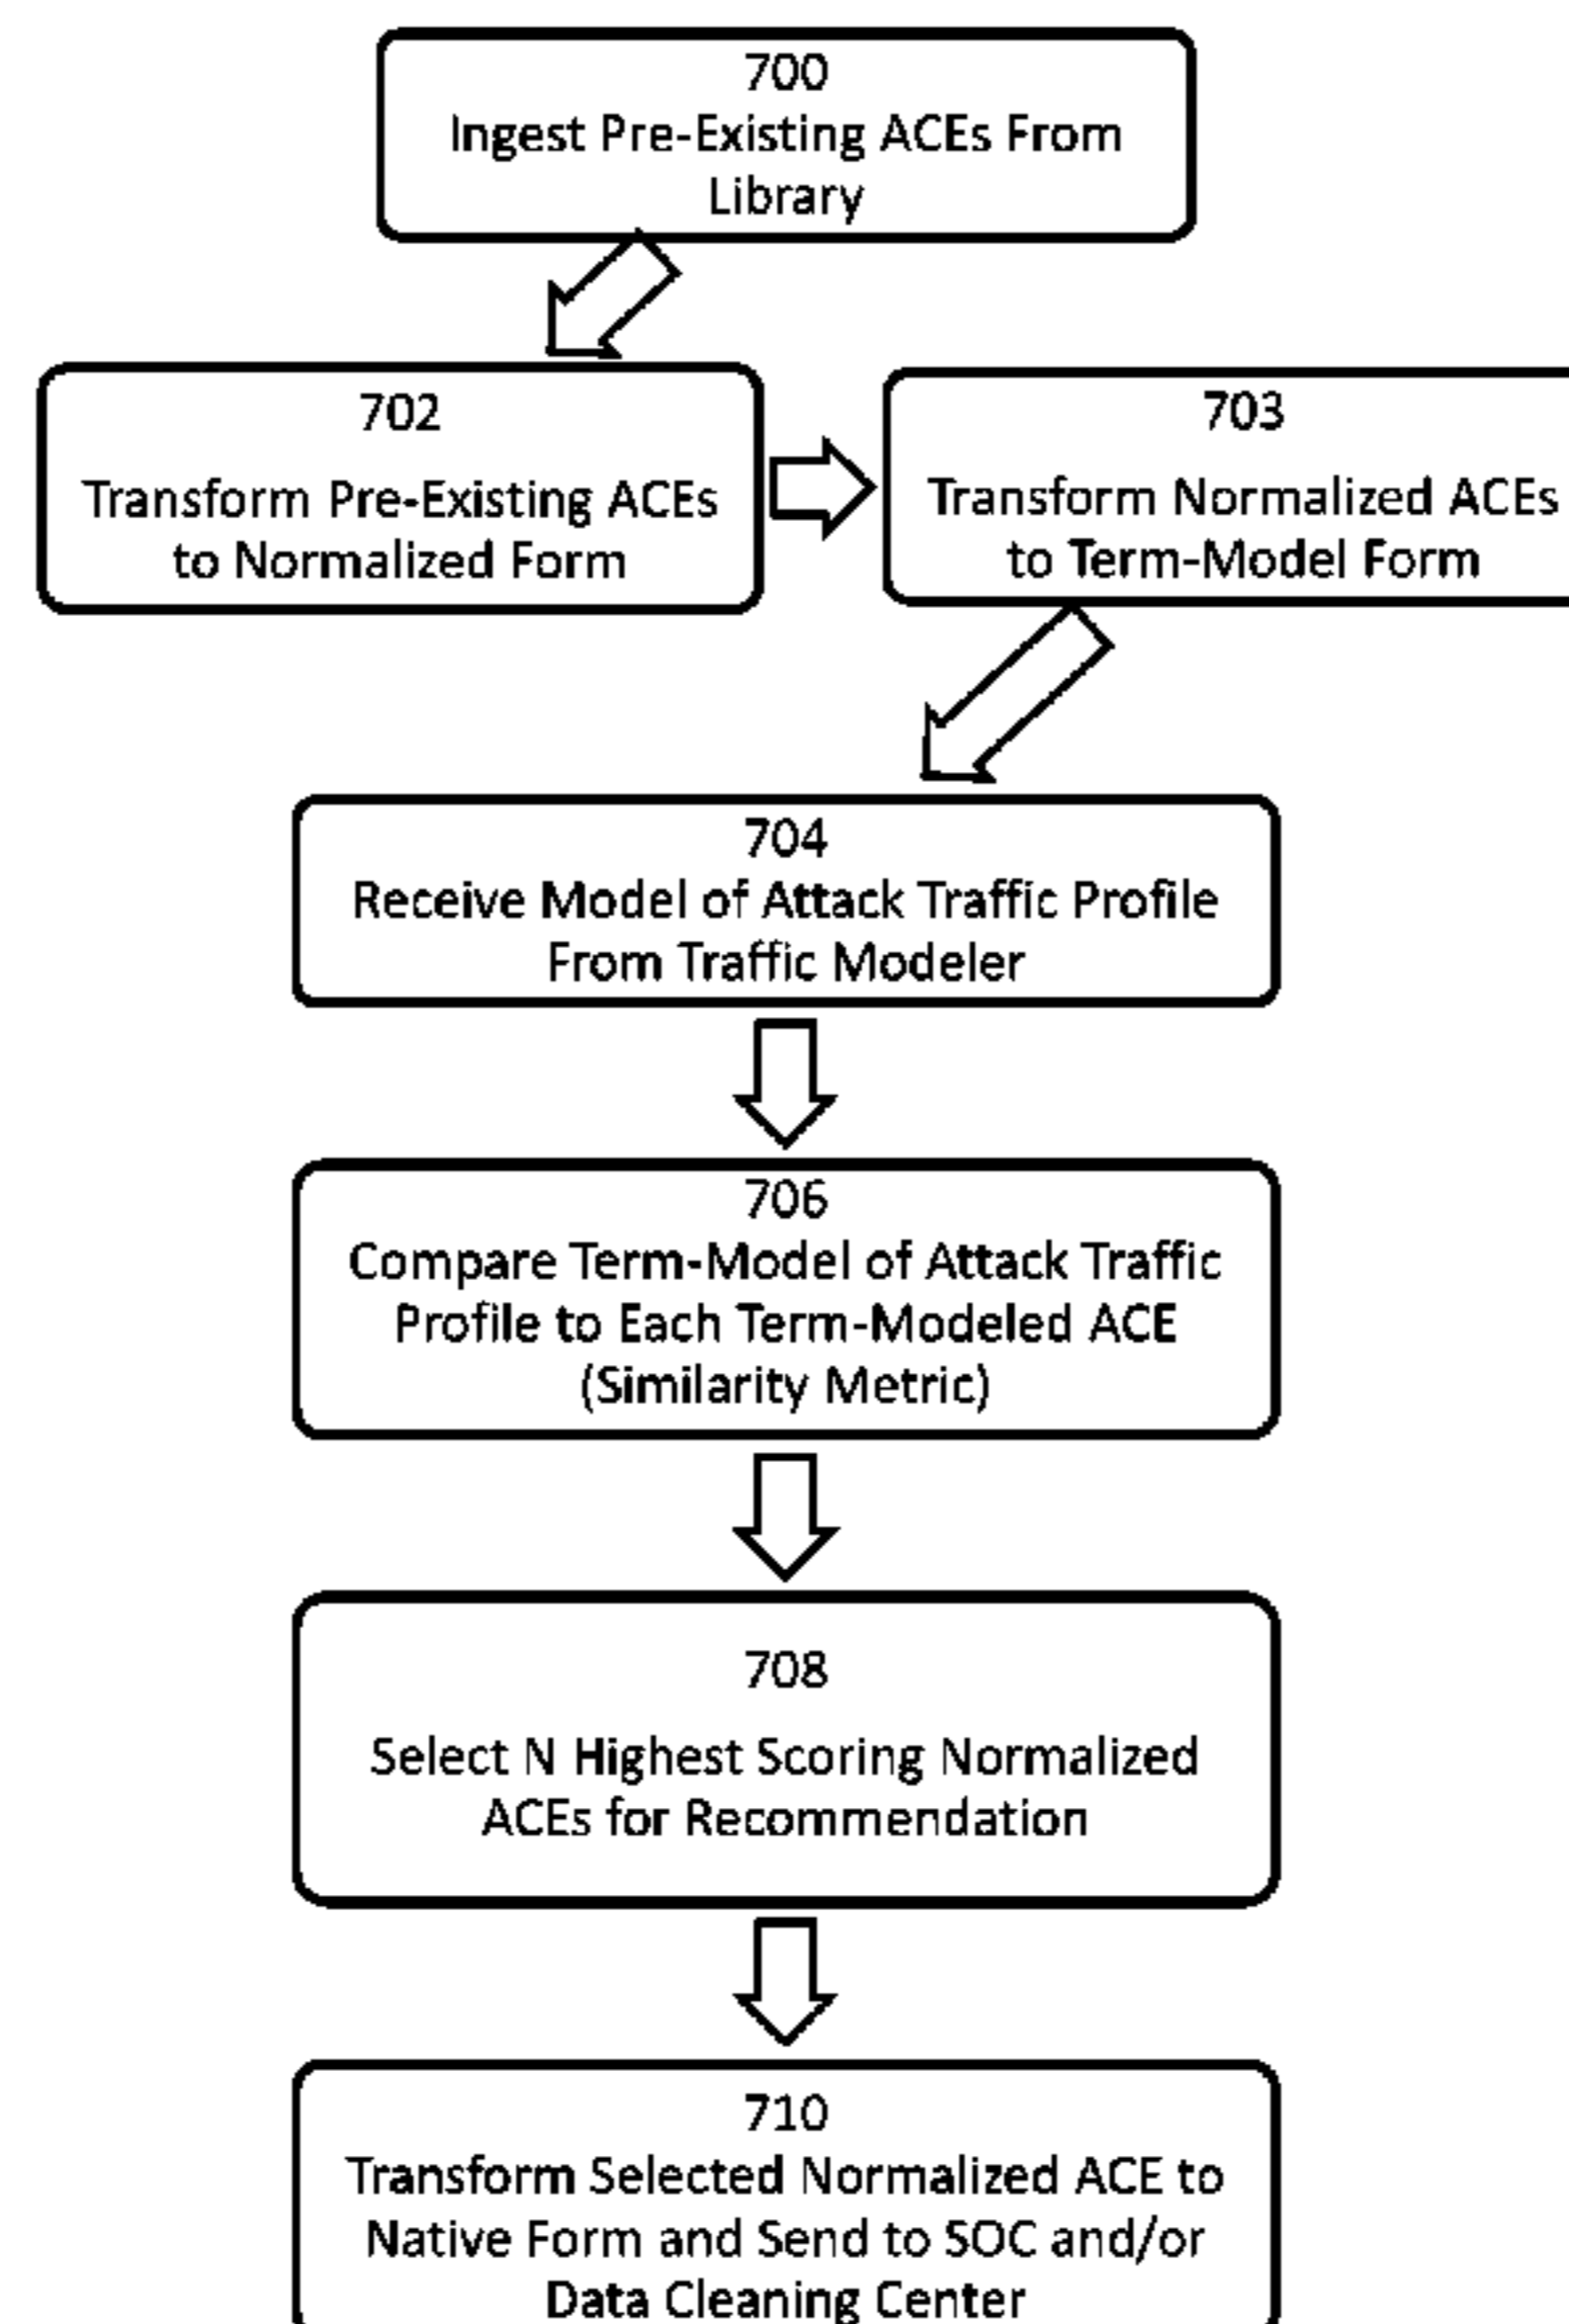 700
Ingest Pre-Existing ACEs From
Library
702
Transform Pre-Existing ACEs
to Normalized Form
703
Transform Normalized ACEs
to Term-Model Form
704
Receive Model of Attack Traffic Profile
From Traffic Modeler
706
Compare Term-Model of Attack Traffic
Profile to Each Term-Modeled ACE
(Similarity Metric)
708
Select N Highest Scoring Normalized
ACEs for Recommendation
710
Transform Selected Normalized ACE to
Native Form and Send to SOC and/or
Data Cleaning Center